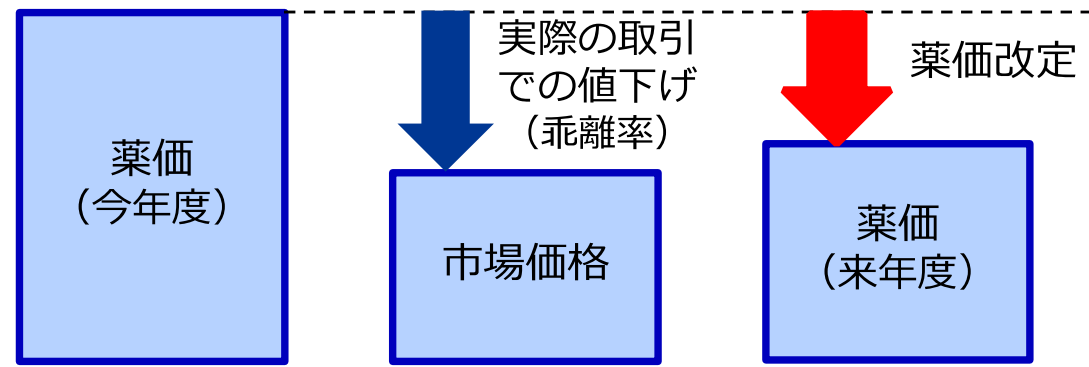 薬価
（今年度）
実際の取引
での値下げ
（乖離率）
市場価格
薬価改定
薬価
（来年度）